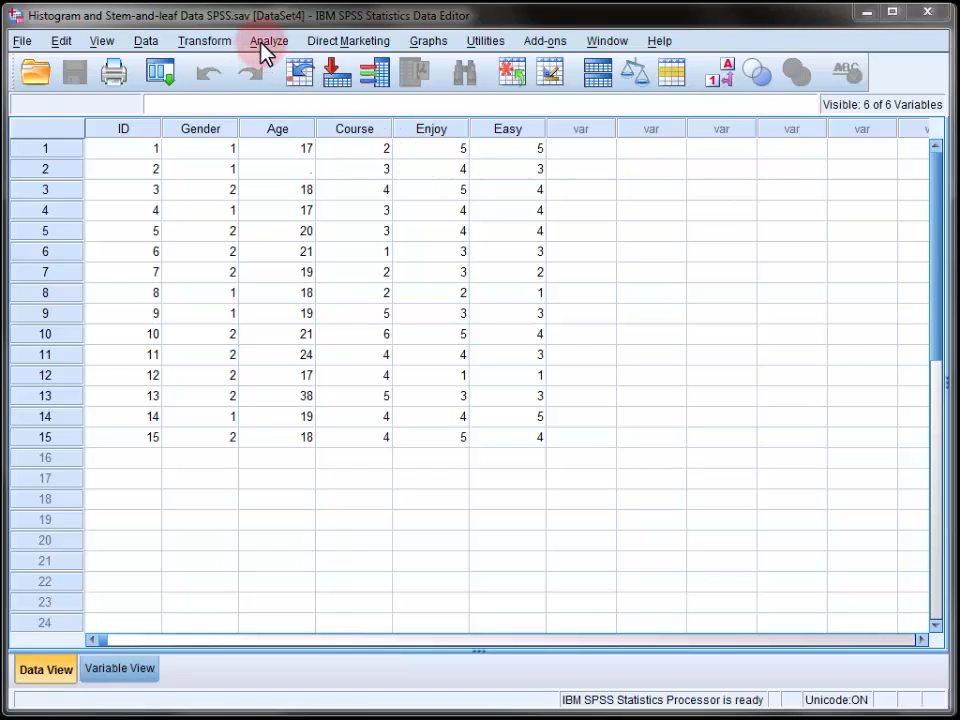 Histogram and Stem-and-leaf Data SPSS.sav [DataSet4] - IBM SPSS Statistics Data Editor
File Edit View Data Transform Analyze Direct Marketing Graphs Utilities Add-ons Window Help
1 A ABC
Visible: 6 of 6 Variables
ID Gender Age Course Enjoy Easy var var var var var v
1 1 1 17 2 5 5
2 2 1 . 3 4 3
3 3 2 18 4 5 4
4 4 1 17 3 4 4
5 5 2 20 3 4 4
6 6 2 21 1 3 3
7 7 2 19 2 3 2
8 8 1 18 2 2 1
9 9 1 19 5 3 3
10 10 2 21 6 5 4
11 11 2 24 4 4 3
12 12 2 17 4 1 1
13 13 2 38 5 3 3
14 14 1 19 4 4 5
15 15 2 18 4 5 4
16
17
18
19
20
21
22
23
24
Data View Variable View
IBM SPSS Statistics Processor is ready Unicode:ON